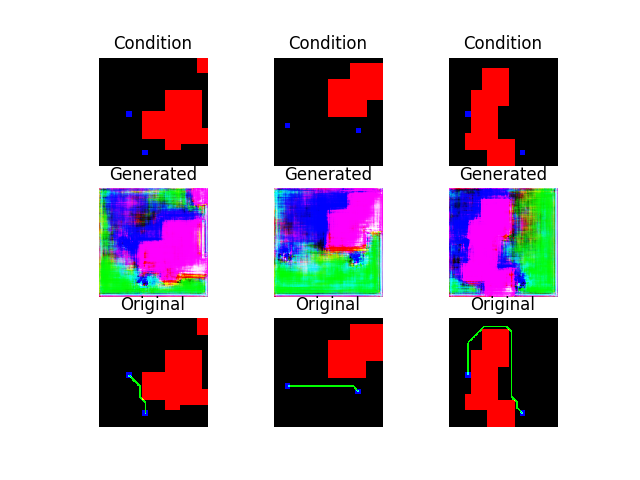 Condition
Condition
Condition
Generated
Generated
Generated
Original
Original
Original